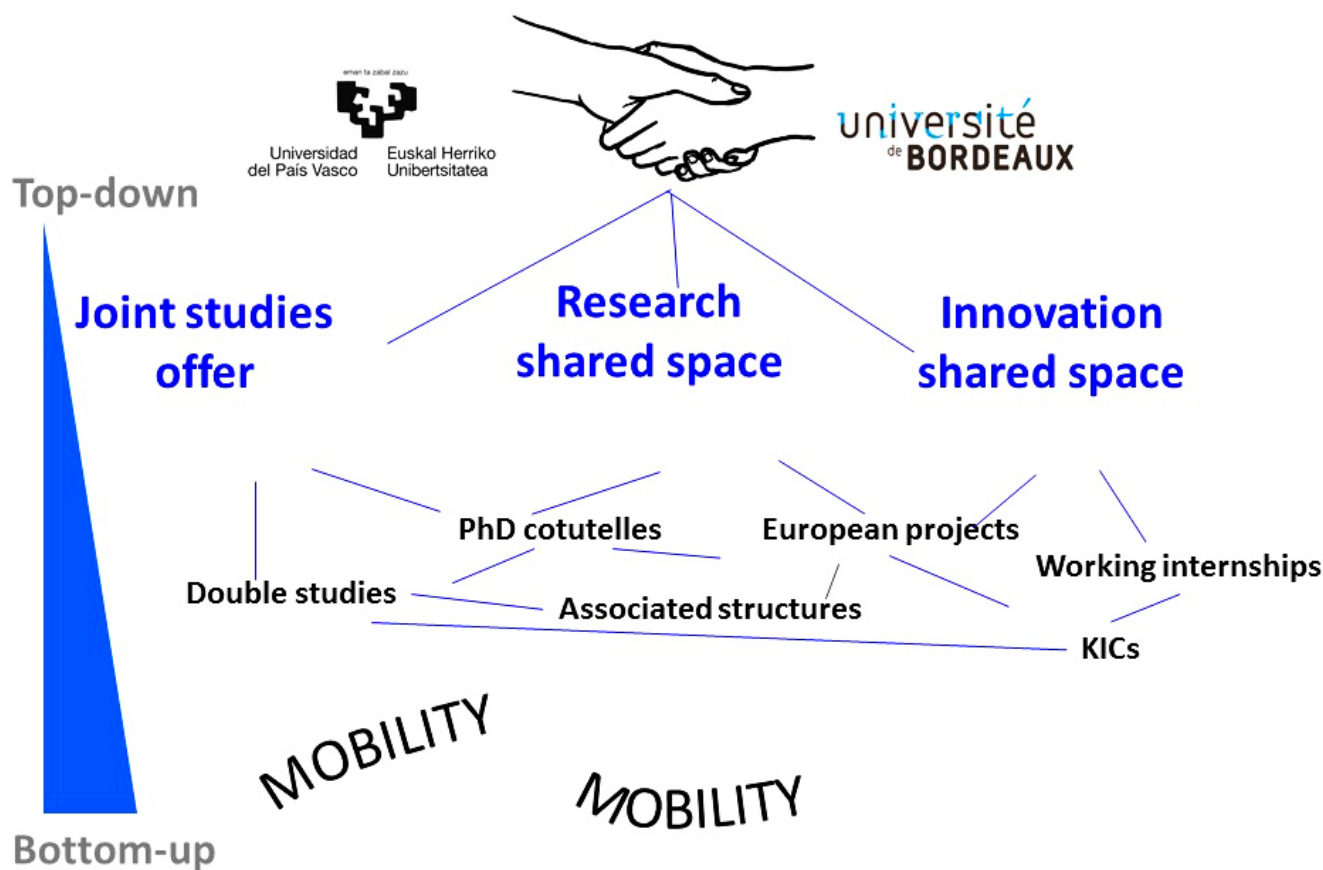 eman ta zabal zazu
Universidad
del País Vasco
Euskal Herriko
Unibertsitatea
université
de BORDEAUX
Top-down
Joint studies
offer
Research
shared space
Innovation
shared space
PhD cotutelles
European projects
Working internships
Double studies
Associated structures
KICs
MOBILITY
MOBILITY
Bottom-up